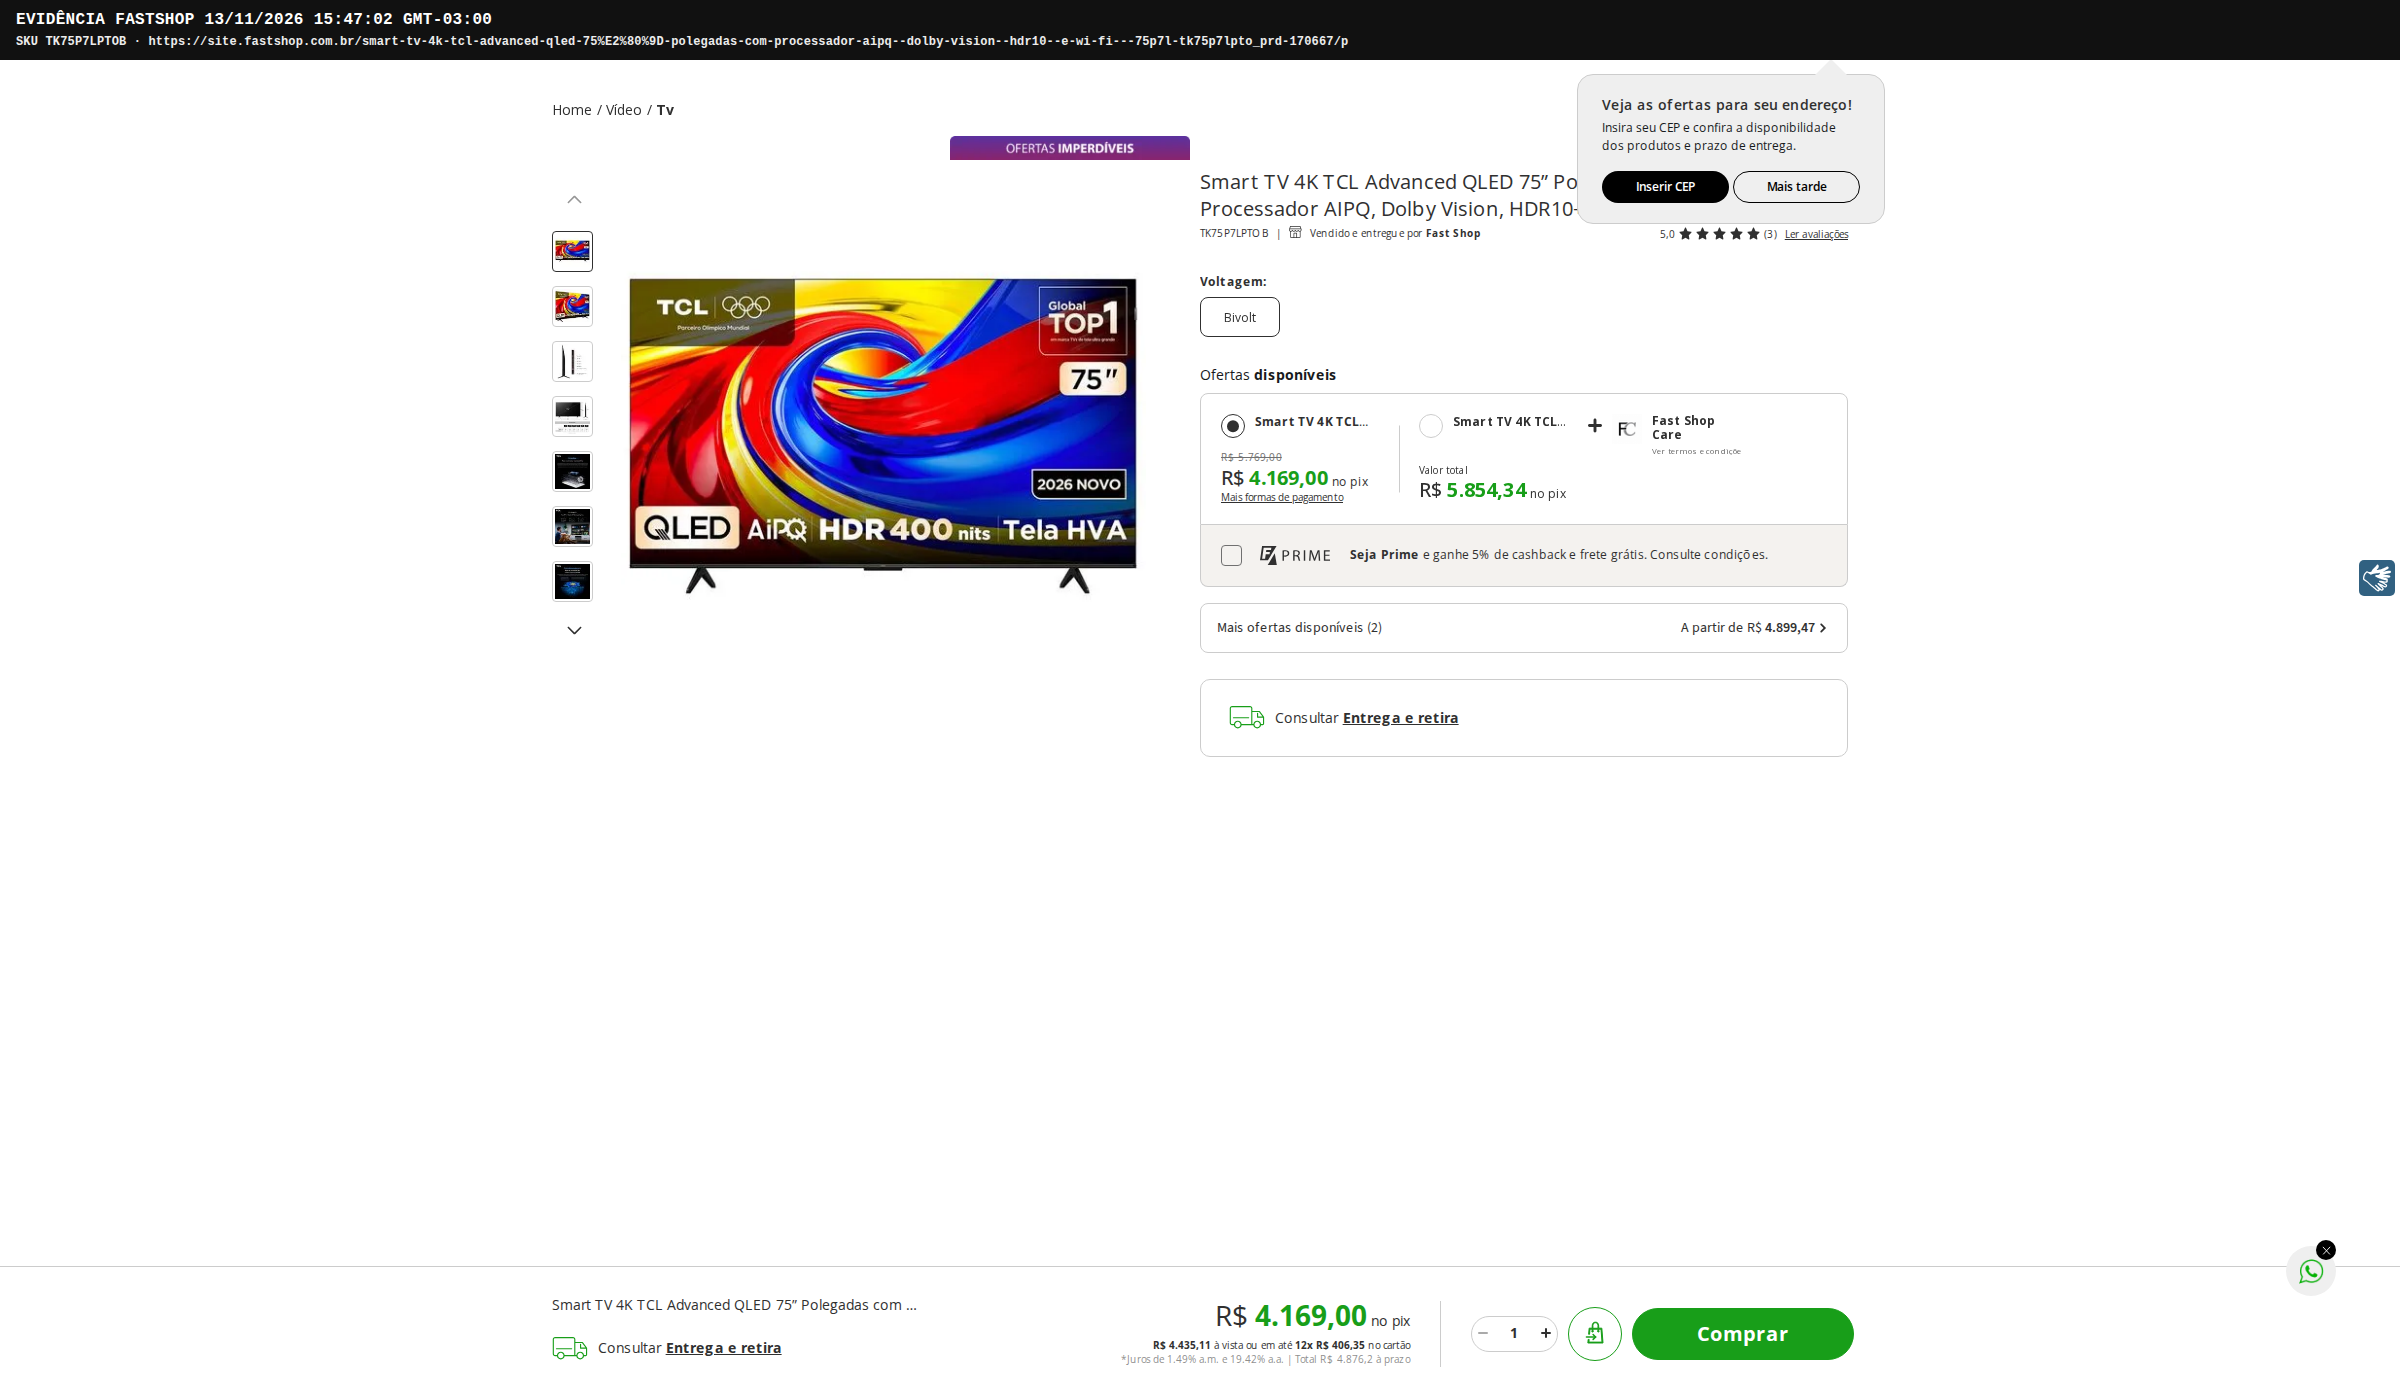 EVIDÊNCIA FASTSHOP 13/11/2026 15:47:02 GMT-03:00
SKU TK75P7LPTOB · https://site.fastshop.com.br/smart-tv-4k-tcl-advanced-qled-75%E2%80%9D-polegadas-com-processador-aipq--dolby-vision--hdr10--e-wi-fi---75p7l-tk75p7lpto_prd-170667/p
Home / Vídeo / Tv
Veja as ofertas para seu endereço!
Insira seu CEP e confira a disponibilidade
dos produtos e prazo de entrega.
Inserir CEP
Mais tarde
OFERTAS IMPERDÍVEIS
Smart TV 4K TCL Advanced QLED 75” Po
Processador AIPQ, Dolby Vision, HDR10
TK75P7LPTOB | Vendido e entregue por Fast Shop
5,0 (3) Ler avaliações
TCL
Parceiro Olímpico Mundial
Global
TOP1
75”
2026 NOVO
QLED AiPQ HDR 400 nits Tela HVA
Voltagem:
Bivolt
Ofertas disponíveis
Smart TV 4K TCL...
R$ 5.769,00
R$ 4.169,00 no pix
Mais formas de pagamento
Smart TV 4K TCL...
+
FC
Fast Shop
Care
Ver termos e condiçõe
Valor total
R$ 5.854,34 no pix
PRIME
Seja Prime e ganhe 5% de cashback e frete grátis. Consulte condições.
Mais ofertas disponíveis (2)
A partir de R$ 4.899,47
Consultar Entrega e retira
Smart TV 4K TCL Advanced QLED 75” Polegadas com ...
Consultar Entrega e retira
R$ 4.169,00 no pix
R$ 4.435,11 à vista ou em até 12x R$ 406,35 no cartão
*Juros de 1.49% a.m. e 19.42% a.a. | Total R$ 4.876,2 à prazo
− 1 +
Comprar